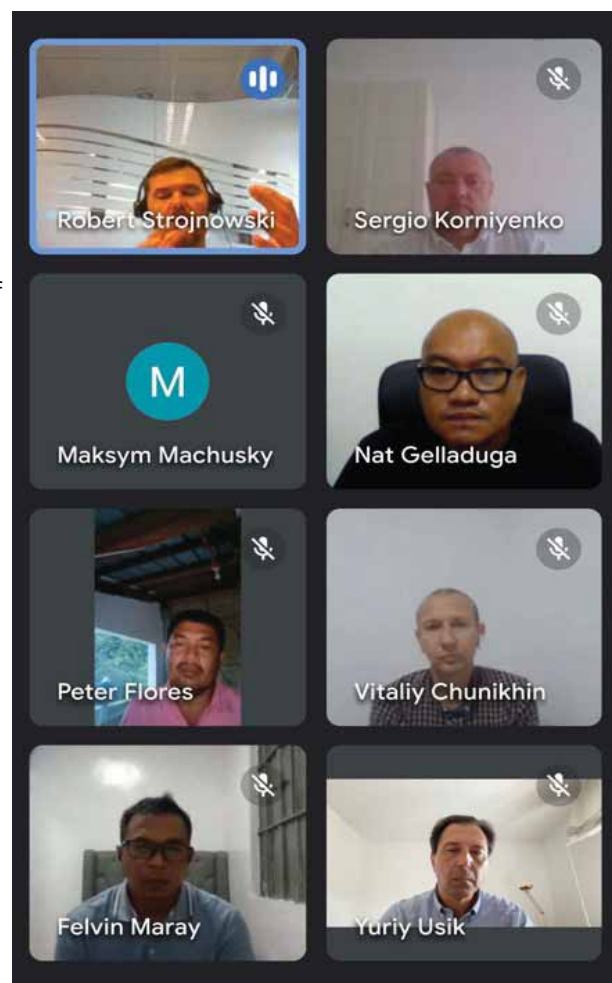 Robert Strojnowski
Sergio Korniyenko
M
Maksym Machusky
Nat Gelladuga
Peter Flores
Vitaliy Chunikhin
Felvin Maray
Yuriy Usik